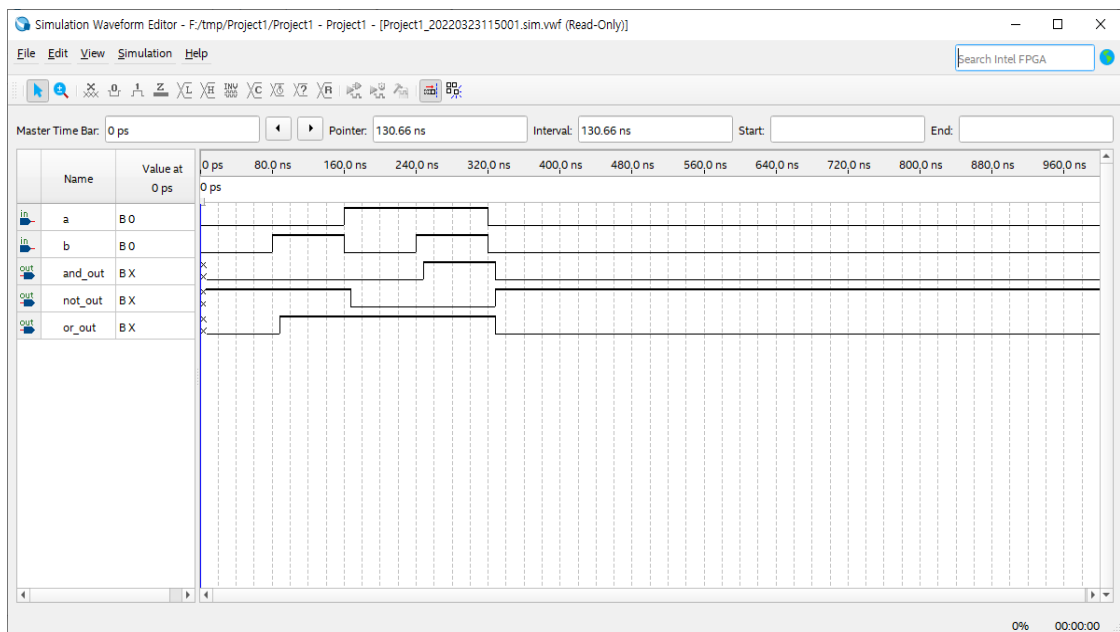 Simulation Waveform Editor - F:/tmp/Project1/Project1 - Project1 - [Project1_20220323115001.sim.vwf (Read-Only)]
File Edit View Simulation Help
Search Intel FPGA
Master Time Bar: 0 ps Pointer: 130.66 ns Interval: 130.66 ns Start: End:
Name Value at 0 ps
0 ps 80.0 ns 160.0 ns 240.0 ns 320.0 ns 400.0 ns 480.0 ns 560.0 ns 640.0 ns 720.0 ns 800.0 ns 880.0 ns 960.0 ns
0 ps
in a B 0
in b B 0
out and_out B X
out not_out B X
out or_out B X
0% 00:00:00